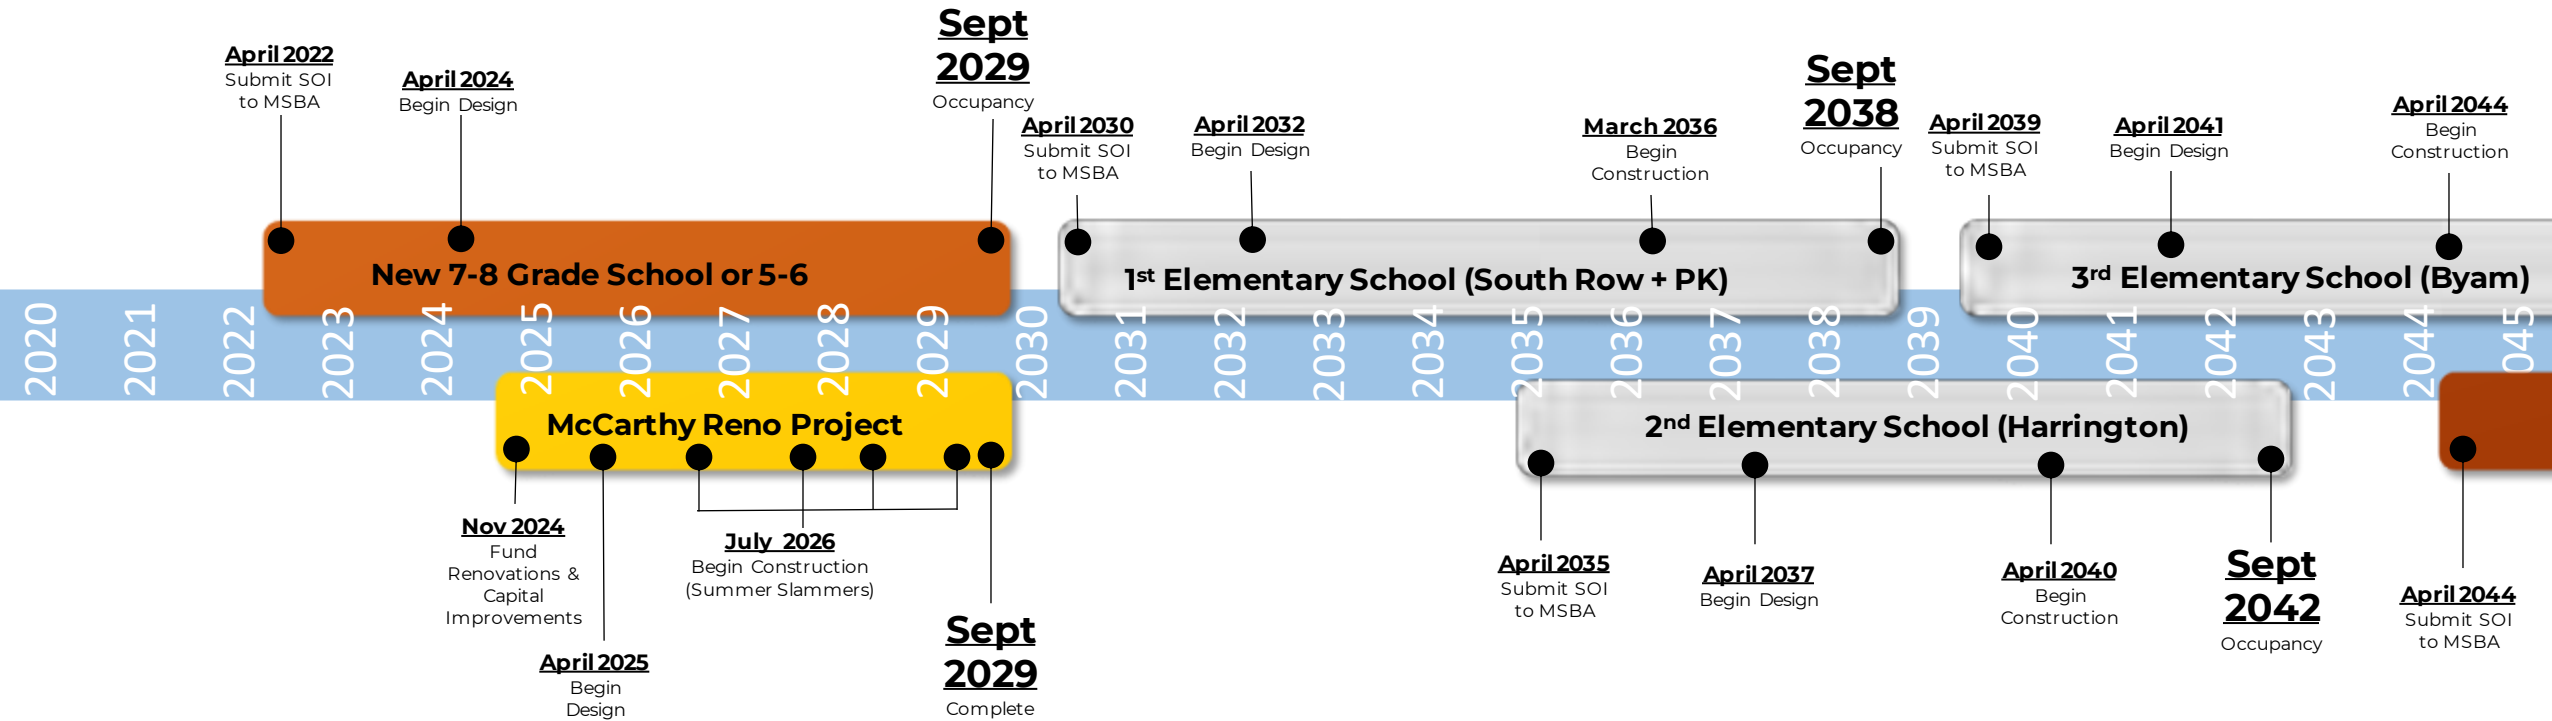 April 2022
Submit SOI
to MSBA
April 2024
Begin Design
Sept
2029
Occupancy
April 2030
Submit SOI
to MSBA
April 2032
Begin Design
March 2036
Begin
Construction
Sept
2038
Occupancy
April 2039
Submit SOI
to MSBA
April 2041
Begin Design
April 2044
Begin
Construction
New 7-8 Grade School or 5-6
1st Elementary School (South Row + PK)
3rd Elementary School (Byam)
2020
2021
2022
2023
2024
2025
2026
2027
2028
2029
2030
2031
2032
2033
2034
2035
2036
2037
2038
2039
2040
2041
2042
2043
2044
2045
McCarthy Reno Project
2nd Elementary School (Harrington)
Nov 2024
Fund
Renovations &
Capital
Improvements
April 2025
Begin
Design
July 2026
Begin Construction
(Summer Slammers)
Sept
2029
Complete
April 2035
Submit SOI
to MSBA
April 2037
Begin Design
April 2040
Begin
Construction
Sept
2042
Occupancy
April 2044
Submit SOI
to MSBA